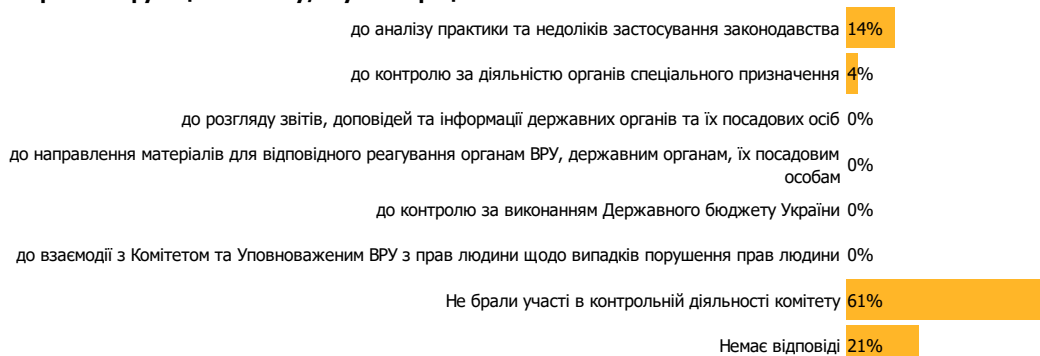 до аналізу практики та недоліків застосування законодавства 14%
до контролю за діяльністю органів спеціального призначення 4%
до розгляду звітів, доповідей та інформації державних органів та їх посадових осіб 0%
до направлення матеріалів для відповідного реагування органам ВРУ, державним органам, їх посадовим
особам 0%
до контролю за виконанням Державного бюджету України 0%
до взаємодії з Комітетом та Уповноваженим ВРУ з прав людини щодо випадків порушення прав людини 0%
Не брали участі в контрольній діяльності комітету 61%
Немає відповіді 21%